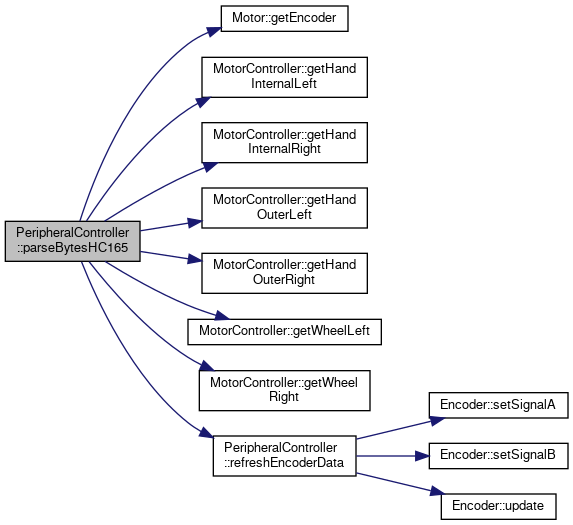 Motor::getEncoder
MotorController::getHand
InternalLeft
MotorController::getHand
InternalRight
MotorController::getHand
OuterLeft
PeripheralController
::parseBytesHC165
MotorController::getHand
OuterRight
MotorController::getWheelLeft
MotorController::getWheel
Right
PeripheralController
::refreshEncoderData
Encoder::setSignalA
Encoder::setSignalB
Encoder::update